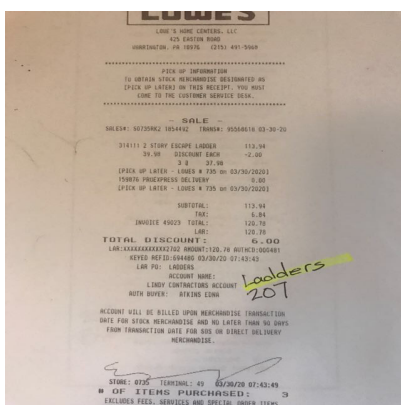 LOWE'S
LOWE'S HOME CENTERS, LLC
425 EASTON ROAD
WARRINGTON, PA 18976 (215) 491-5069
PICK UP INFORMATION
TO OBTAIN STOCK MERCHANDISE DESIGNATED AS
[PICK UP LATER] ON THIS RECEIPT, YOU MUST
COME TO THE CUSTOMER SERVICE DESK.
- SALE -
SALES#: S0735RK2 1854492 TRANS#: 95568616 03-30-20
314111 2 STORY ESCAPE LADDER 113.94
39.98 DISCOUNT EACH -2.00
3 @ 37.98
[PICK UP LATER - LOWES # 735 on 03/30/2020]
159876 PROEXPRESS DELIVERY 0.00
[PICK UP LATER - LOWES # 735 on 03/30/2020]
SUBTOTAL: 113.94
TAX: 6.84
INVOICE 49023 TOTAL: 120.78
LAR: 120.78
TOTAL DISCOUNT: 6.00
LAR:XXXXXXXXXXXX2702 AMOUNT:120.78 AUTHCD:000481
KEYED REFID:694480 03/30/20 07:43:43
LAR PO: LADDERS
ACCOUNT NAME:
LINDY CONTRACTORS ACCOUNT
AUTH BUYER: ATKINS EDNA
Ladders
207
ACCOUNT WILL BE BILLED UPON MERCHANDISE TRANSACTION
DATE FOR STOCK MERCHANDISE AND NO LATER THAN 90 DAYS
FROM TRANSACTION DATE FOR SOS OR DIRECT DELIVERY
MERCHANDISE.
STORE: 0735 TERMINAL: 49 03/30/20 07:43:49
# OF ITEMS PURCHASED: 3
EXCLUDES FEES, SERVICES AND SPECIAL ORDER ITEMS